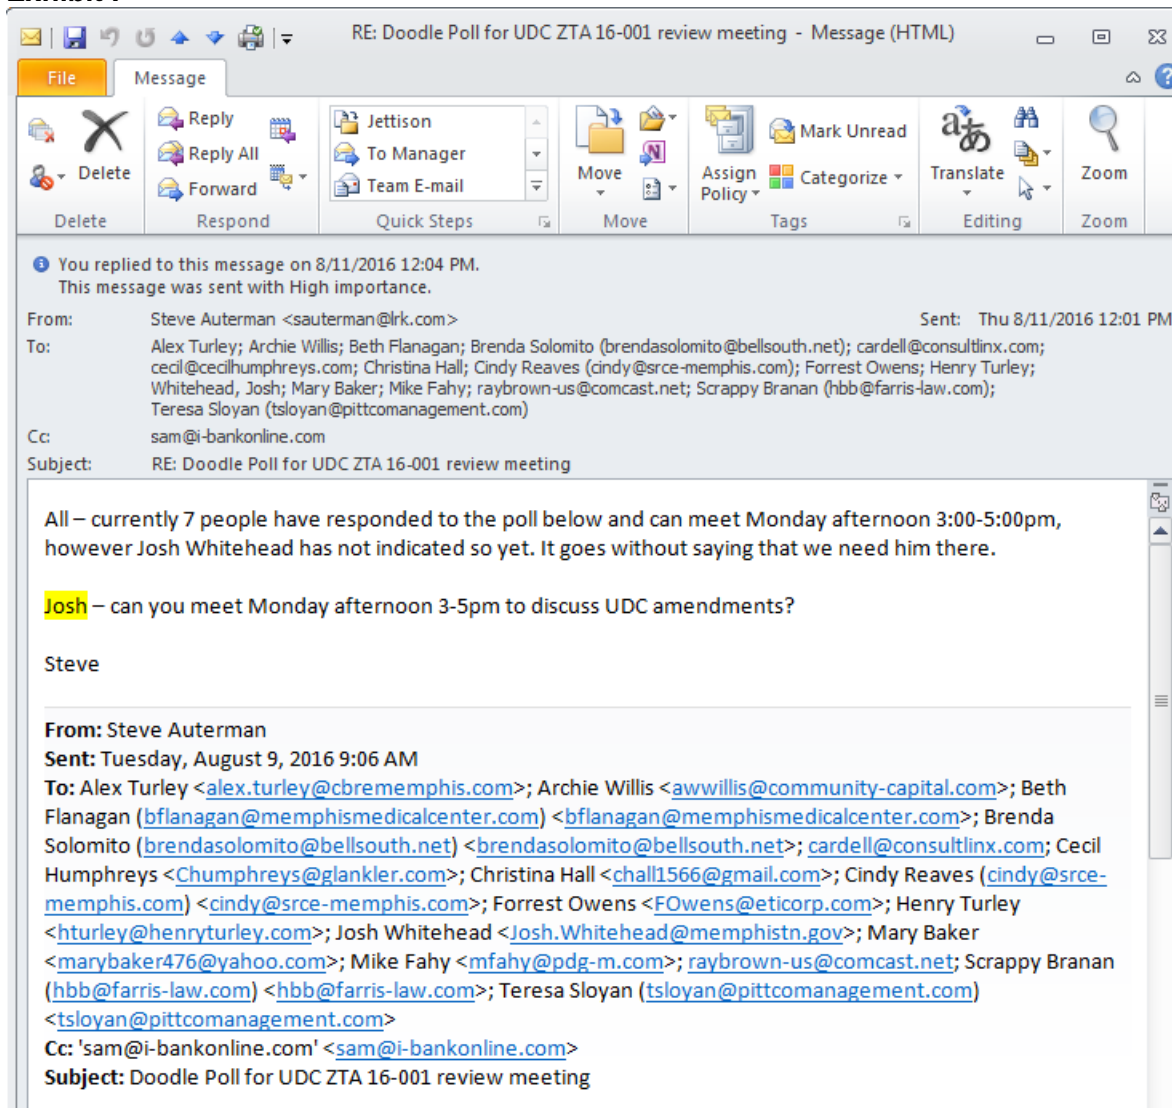 RE: Doodle Poll for UDC ZTA 16-001 review meeting - Message (HTML)
File Message
Delete
Reply
Reply All
Forward
Jettison
To Manager
Team E-mail
Move
Assign Policy
Mark Unread
Categorize
Translate
Zoom
Delete Respond Quick Steps Move Tags Editing Zoom
You replied to this message on 8/11/2016 12:04 PM.
This message was sent with High importance.
From: Steve Auterman <sauterman@lrk.com> Sent: Thu 8/11/2016 12:01 PM
To: Alex Turley; Archie Willis; Beth Flanagan; Brenda Solomito (brendasolomito@bellsouth.net); cardell@consultlinx.com;
cecil@cecilhumphreys.com; Christina Hall; Cindy Reaves (cindy@srce-memphis.com); Forrest Owens; Henry Turley;
Whitehead, Josh; Mary Baker; Mike Fahy; raybrown-us@comcast.net; Scrappy Branan (hbb@farris-law.com);
Teresa Sloyan (tsloyan@pittcomanagement.com)
Cc: sam@i-bankonline.com
Subject: RE: Doodle Poll for UDC ZTA 16-001 review meeting
All – currently 7 people have responded to the poll below and can meet Monday afternoon 3:00-5:00pm,
however Josh Whitehead has not indicated so yet. It goes without saying that we need him there.
Josh – can you meet Monday afternoon 3-5pm to discuss UDC amendments?
Steve
From: Steve Auterman
Sent: Tuesday, August 9, 2016 9:06 AM
To: Alex Turley <alex.turley@cbrememphis.com>; Archie Willis <awwillis@community-capital.com>; Beth
Flanagan (bflanagan@memphismedicalcenter.com) <bflanagan@memphismedicalcenter.com>; Brenda
Solomito (brendasolomito@bellsouth.net) <brendasolomito@bellsouth.net>; cardell@consultlinx.com; Cecil
Humphreys <Chumphreys@glankler.com>; Christina Hall <chall1566@gmail.com>; Cindy Reaves (cindy@srce-
memphis.com) <cindy@srce-memphis.com>; Forrest Owens <FOwens@eticorp.com>; Henry Turley
<hturley@henryturley.com>; Josh Whitehead <Josh.Whitehead@memphistn.gov>; Mary Baker
<marybaker476@yahoo.com>; Mike Fahy <mfahy@pdg-m.com>; raybrown-us@comcast.net; Scrappy Branan
(hbb@farris-law.com) <hbb@farris-law.com>; Teresa Sloyan (tsloyan@pittcomanagement.com)
<tsloyan@pittcomanagement.com>
Cc: 'sam@i-bankonline.com' <sam@i-bankonline.com>
Subject: Doodle Poll for UDC ZTA 16-001 review meeting